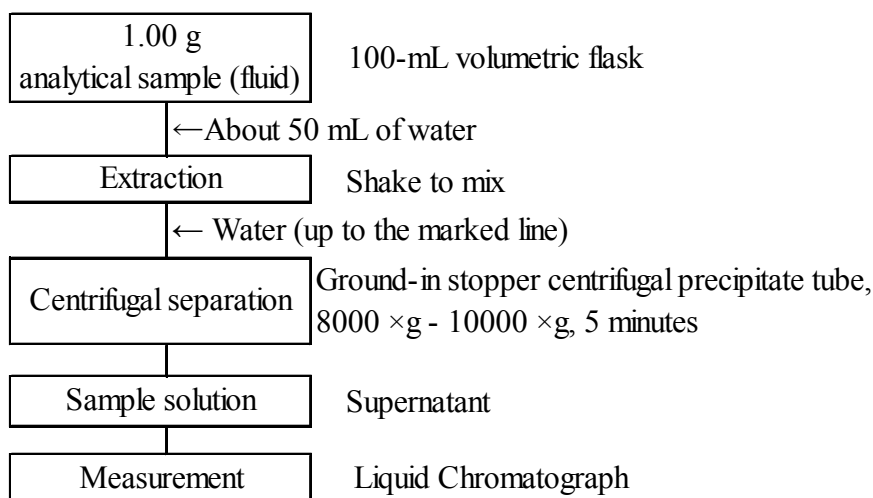 1.00 g
analytical sample (fluid)
100-mL volumetric flask
←About 50 mL of water
Extraction
Shake to mix
← Water (up to the marked line)
Centrifugal separation
Ground-in stopper centrifugal precipitate tube,
8000 ×g - 10000 ×g, 5 minutes
Sample solution
Supernatant
Measurement
Liquid Chromatograph